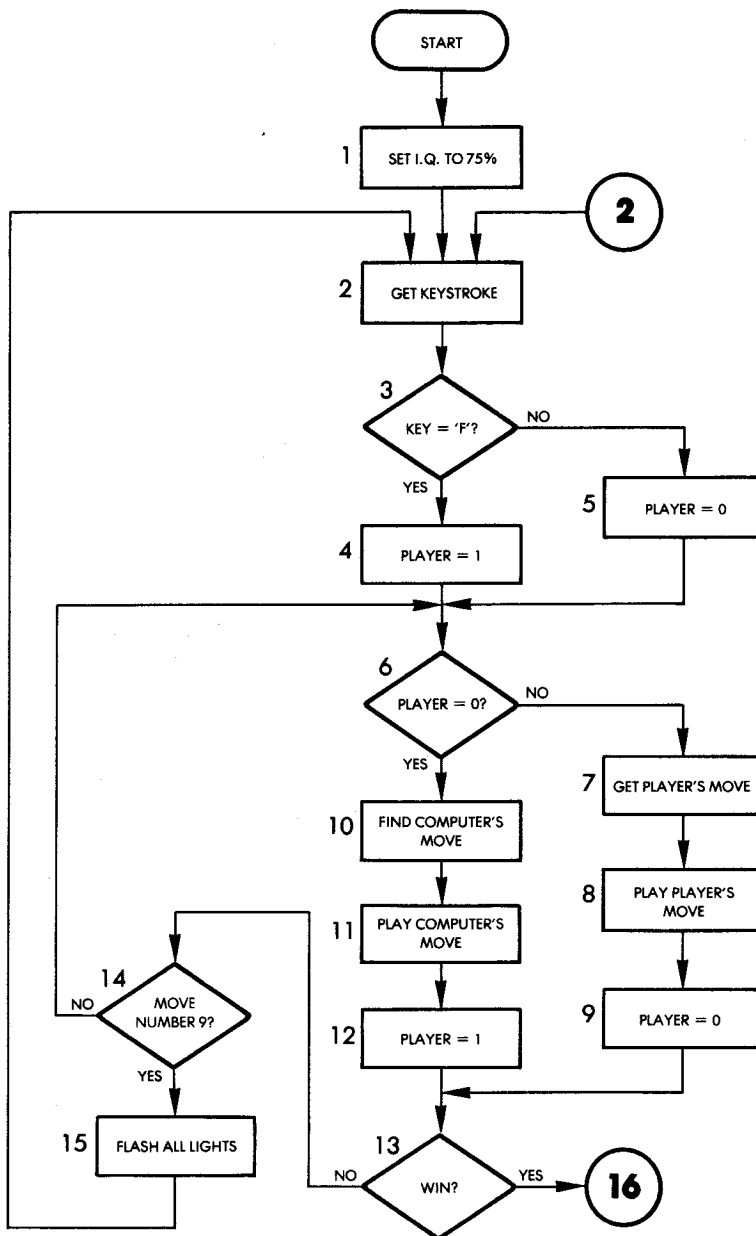 START
1
SET I.Q. TO 75%
2
2
GET KEYSTROKE
3
KEY = 'F'?
NO
YES
5
PLAYER = 0
4
PLAYER = 1
6
PLAYER = 0?
NO
YES
7
GET PLAYER'S MOVE
10
FIND COMPUTER'S
MOVE
8
PLAY PLAYER'S
MOVE
11
PLAY COMPUTER'S
MOVE
14
MOVE
NUMBER 9?
NO
YES
9
PLAYER = 0
12
PLAYER = 1
15
FLASH ALL LIGHTS
13
WIN?
NO
YES
16